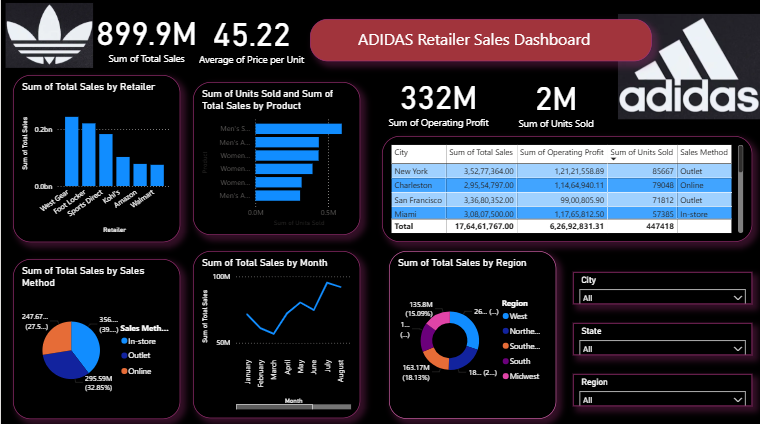 899.9M
Sum of Total Sales
45.22
Average of Price per Unit
ADIDAS Retailer Sales Dashboard
adidas
Sum of Total Sales by Retailer
Sum of Total Sales
0.2bn
0.0bn
West Gear
Foot Locker
Sports Direct
Kohl's
Amazon
Walmart
Retailer
Sum of Units Sold and Sum of
Total Sales by Product
Product
Men's S...
Men's A...
Women...
Women...
Women...
Men's A...
0.0M
0.5M
Sum of Units Sold
332M
Sum of Operating Profit
2M
Sum of Units Sold
City Sum of Total Sales Sum of Operating Profit Sum of Units Sold Sales Method
New York 3,52,77,364.00 1,21,21,558.89 85667 Outlet
Charleston 2,95,54,797.00 1,14,64,940.11 79048 Online
San Francisco 3,36,80,352.00 99,00,805.90 71812 Outlet
Miami 3,08,07,500.00 1,17,65,812.50 57385 In-store
Total 17,64,61,767.00 6,26,92,831.31 447418
Sum of Total Sales by Sales
Method
247.67...
(27.5...)
356....
(39....)
295.59M
(32.85%)
Sales Meth...
In-store
Outlet
Online
Sum of Total Sales by Month
Sum of Total Sales
100M
50M
January
February
March
April
May
June
July
August
Month
Sum of Total Sales by Region
135.8M
(15.09%)
1...
(...)
163.17M
(18.13%)
26... (...)
18... (2...)
Region
West
Northe...
Southe...
South
Midwest
City
All
State
All
Region
All